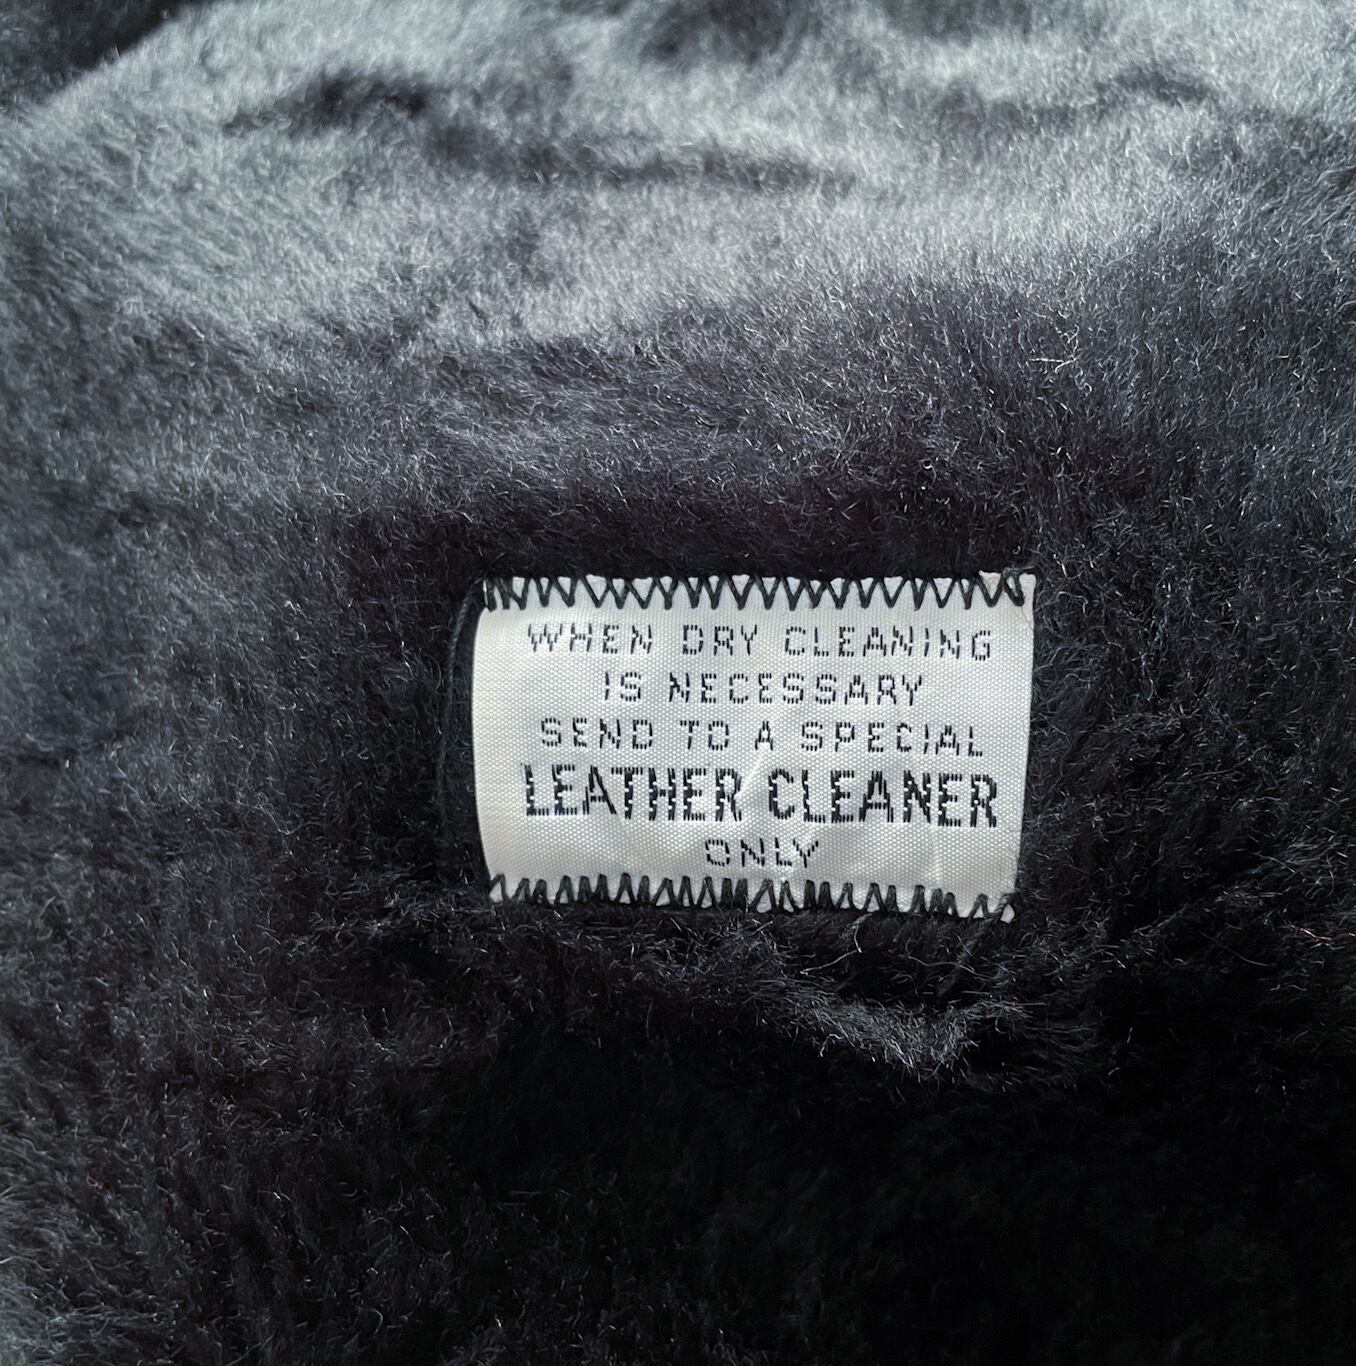 WHEN DRY CLEANING
IS NECESSARY
SEND TO A SPECIAL
LEATHER CLEANER
ONLY